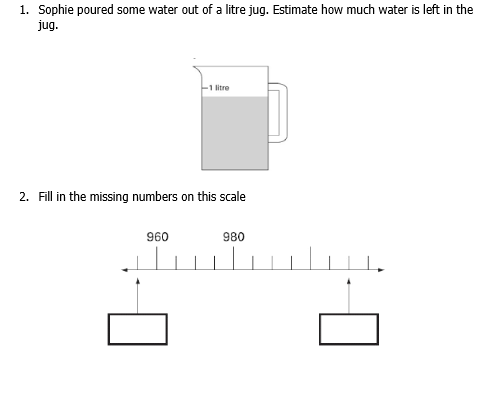 1. Sophie poured some water out of a litre jug. Estimate how much water is left in the
jug.
1 litre
2. Fill in the missing numbers on this scale
960 980